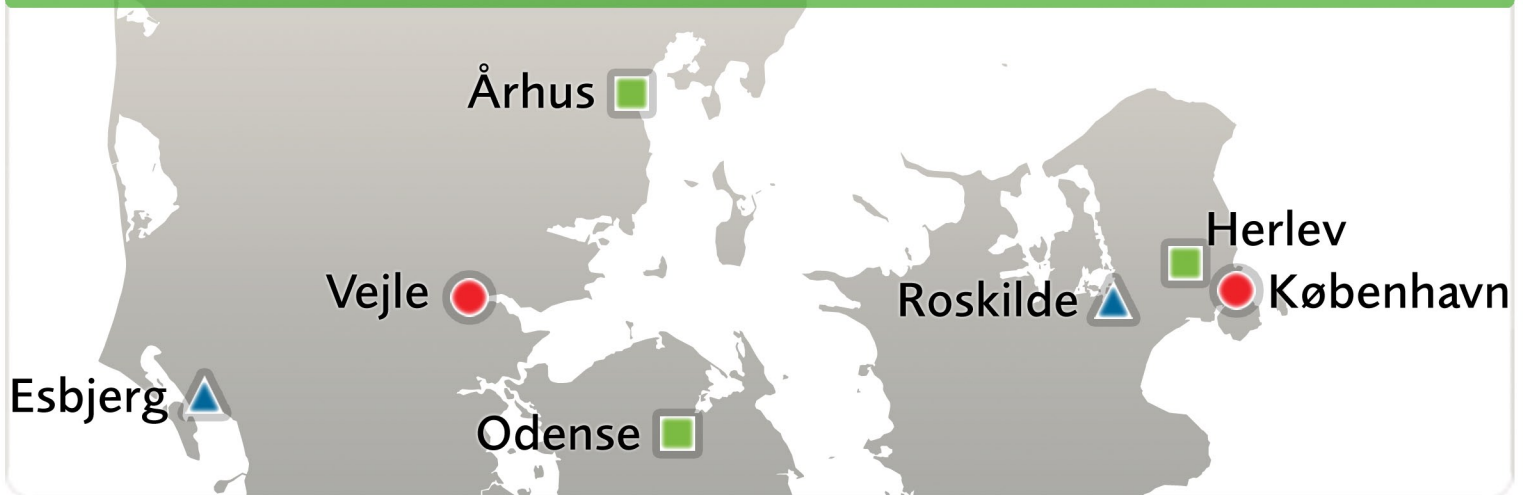 Århus
Herlev
Vejle
Roskilde
København
Esbjerg
Odense